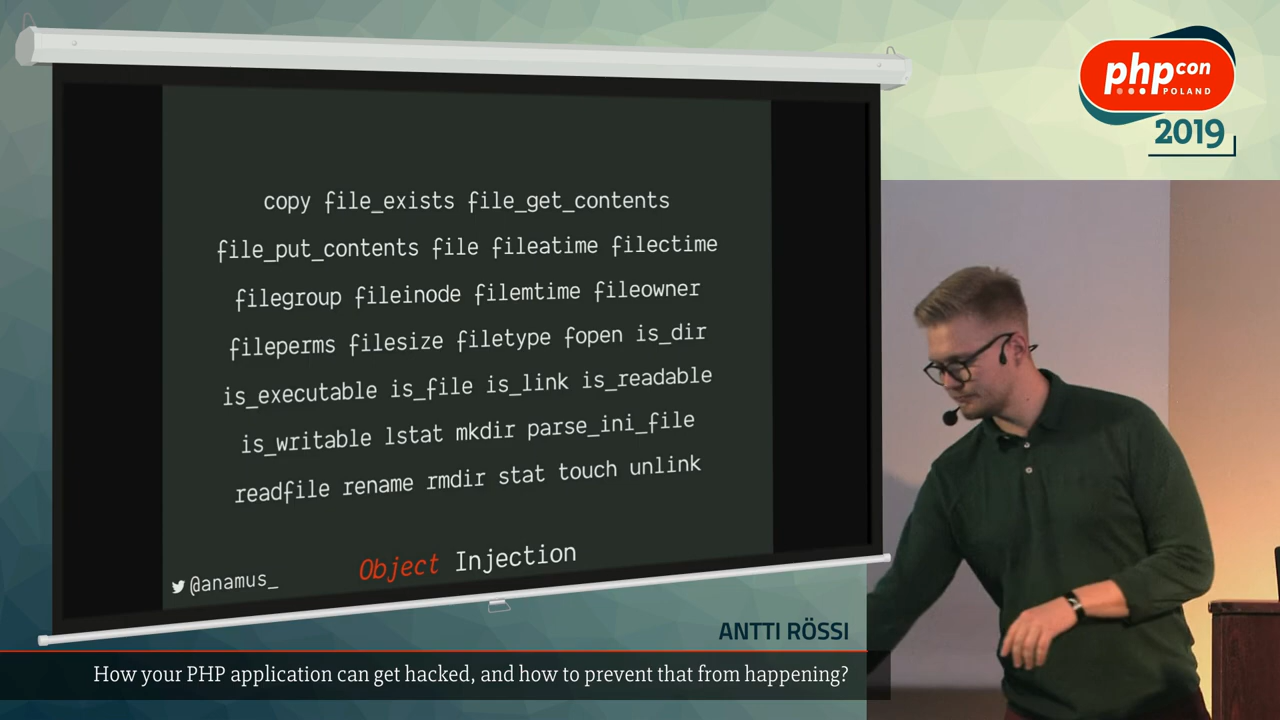 copy file_exists file_get_contents
file_put_contents file fileatime filectime
filegroup fileinode filemtime fileowner
fileperms filesize filetype fopen is_dir
is_executable is_file is_link is_readable
is_writable lstat mkdir parse_ini_file
readfile rename rmdir stat touch unlink
Object Injection
@anamus_
phpcon
POLAND
2019
ANTTI RÖSSI
How your PHP application can get hacked, and how to prevent that from happening?